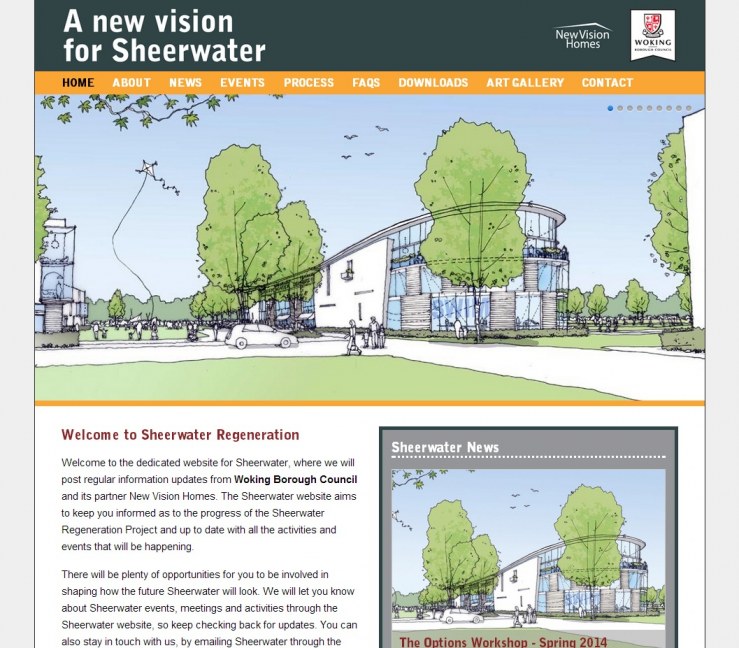 A new vision
for Sheerwater
New Vision
Homes
WOKING
BOROUGH COUNCIL
HOME ABOUT NEWS EVENTS PROCESS FAQS DOWNLOADS ART GALLERY CONTACT
Welcome to Sheerwater Regeneration
Welcome to the dedicated website for Sheerwater, where we will
post regular information updates from Woking Borough Council
and its partner New Vision Homes. The Sheerwater website aims
to keep you informed as to the progress of the Sheerwater
Regeneration Project and up to date with all the activities and
events that will be happening.
There will be plenty of opportunities for you to be involved in
shaping how the future Sheerwater will look. We will let you
know about Sheerwater events, meetings and activities through the
Sheerwater website, so keep checking back for updates. You can
also stay in touch with us, by emailing Sheerwater through the
Sheerwater News
The Options Workshop - Spring 2014